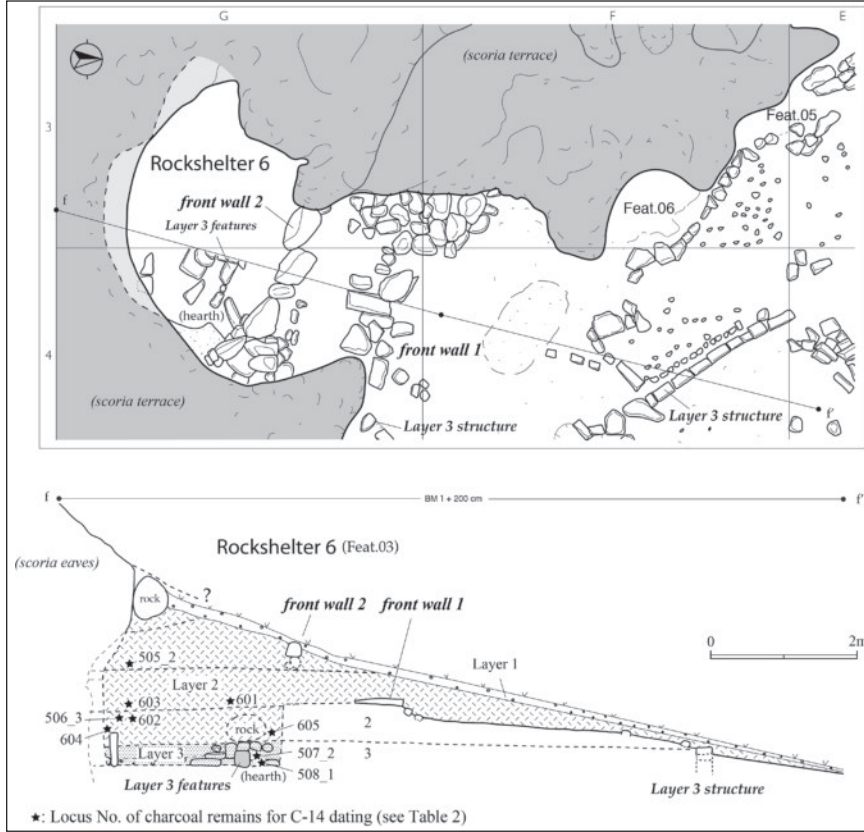 G F E
(scoria terrace)
3
Feat.05
Rockshelter 6
f
front wall 2
Feat.06
Layer 3 features
(hearth)
4
front wall 1
(scoria terrace)
f'
Layer 3 structure
Layer 3 structure
f BM 1 + 200 cm f'
Rockshelter 6 (Feat.03)
(scoria eaves)
rock
?
front wall 2 front wall 1
0 2m
505_2
Layer 1
Layer 2
603 601
506_3 602 2
rock 605
604
Layer 3 507_2 3
(hearth) 508_1
Layer 3 features
Layer 3 structure
★: Locus No. of charcoal remains for C-14 dating (see Table 2)